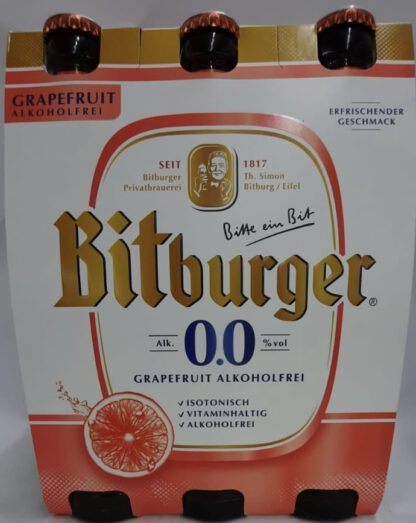 GRAPEFRUIT
ALKOHOLFREI
ERFRISCHENDER
GESCHMACK
SEIT 1817
Bitburger Th. Simon
Privatbrauerei Bitburg / Eifel
Bitte ein Bit
Bitburger®
Alk. 0.0 % vol
GRAPEFRUIT ALKOHOLFREI
✓ ISOTONISCH
✓ VITAMINHALTIG
✓ ALKOHOLFREI